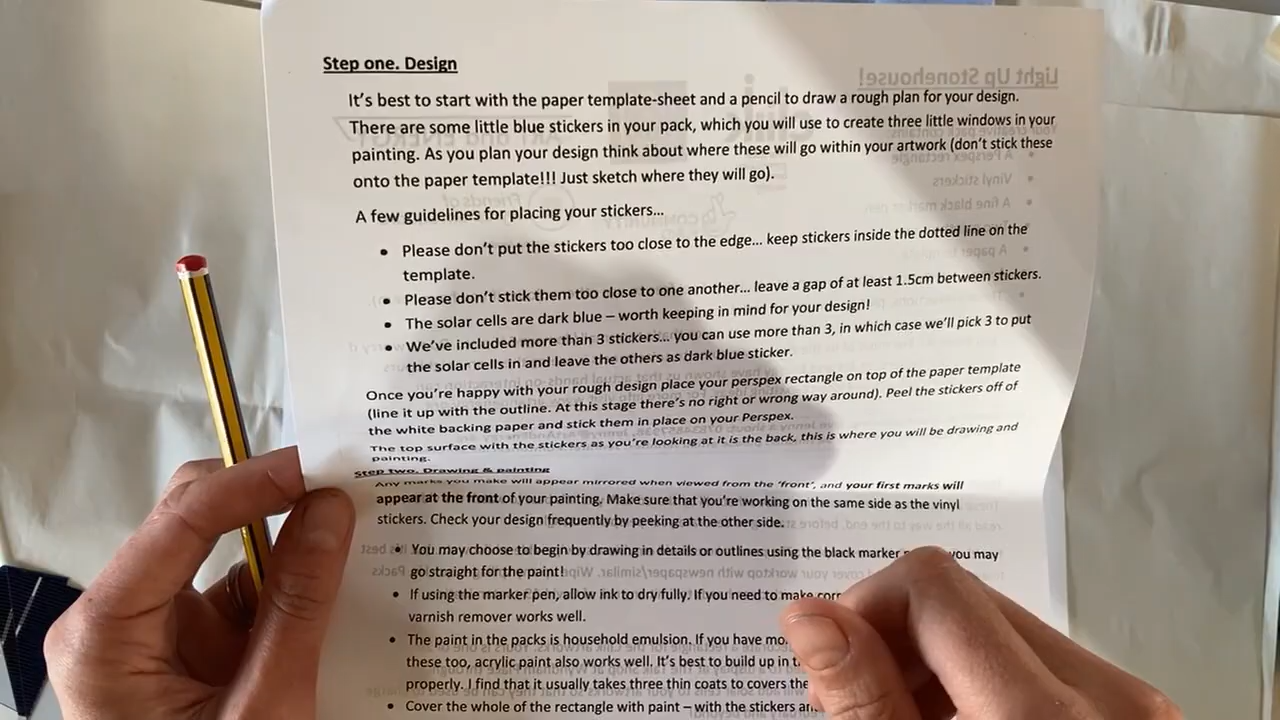 Step one. Design
It's best to start with the paper template-sheet and a pencil to draw a rough plan for your design.
There are some little blue stickers in your pack, which you will use to create three little windows in your
painting. As you plan your design think about where these will go within your artwork (don't stick these
onto the paper template!!! Just sketch where they will go).
A few guidelines for placing your stickers...
• Please don't put the stickers too close to the edge... keep stickers inside the dotted line on the
template.
• Please don't stick them too close to one another... leave a gap of at least 1.5cm between stickers.
• The solar cells are dark blue – worth keeping in mind for your design!
• We've included more than 3 stickers... you can use more than 3, in which case we'll pick 3 to put
the solar cells in and leave the others as dark blue sticker.
Once you're happy with your rough design place your perspex rectangle on top of the paper template
(line it up with the outline. At this stage there's no right or wrong way around). Peel the stickers off of
the white backing paper and stick them in place on your Perspex.
The top surface with the stickers as you're looking at it is the back, this is where you will be drawing and
painting.
Step two. Drawing & painting
Any marks you make will appear mirrored when viewed from the 'front', and your first marks will
appear at the front of your painting. Make sure that you're working on the same side as the vinyl
stickers. Check your design frequently by peeking at the other side.
• You may choose to begin by drawing in details or outlines using the black marker you may
go straight for the paint!
• If using the marker pen, allow ink to dry fully. If you need to make
varnish remover works well.
• The paint in the packs is household emulsion. If you have
these too, acrylic paint also works well. It's best to build up in
properly. I find that it usually takes three thin coats to covers the
• Cover the whole of the rectangle with paint – with the stickers
Light Up Stonehouse!
Vinyl stickers